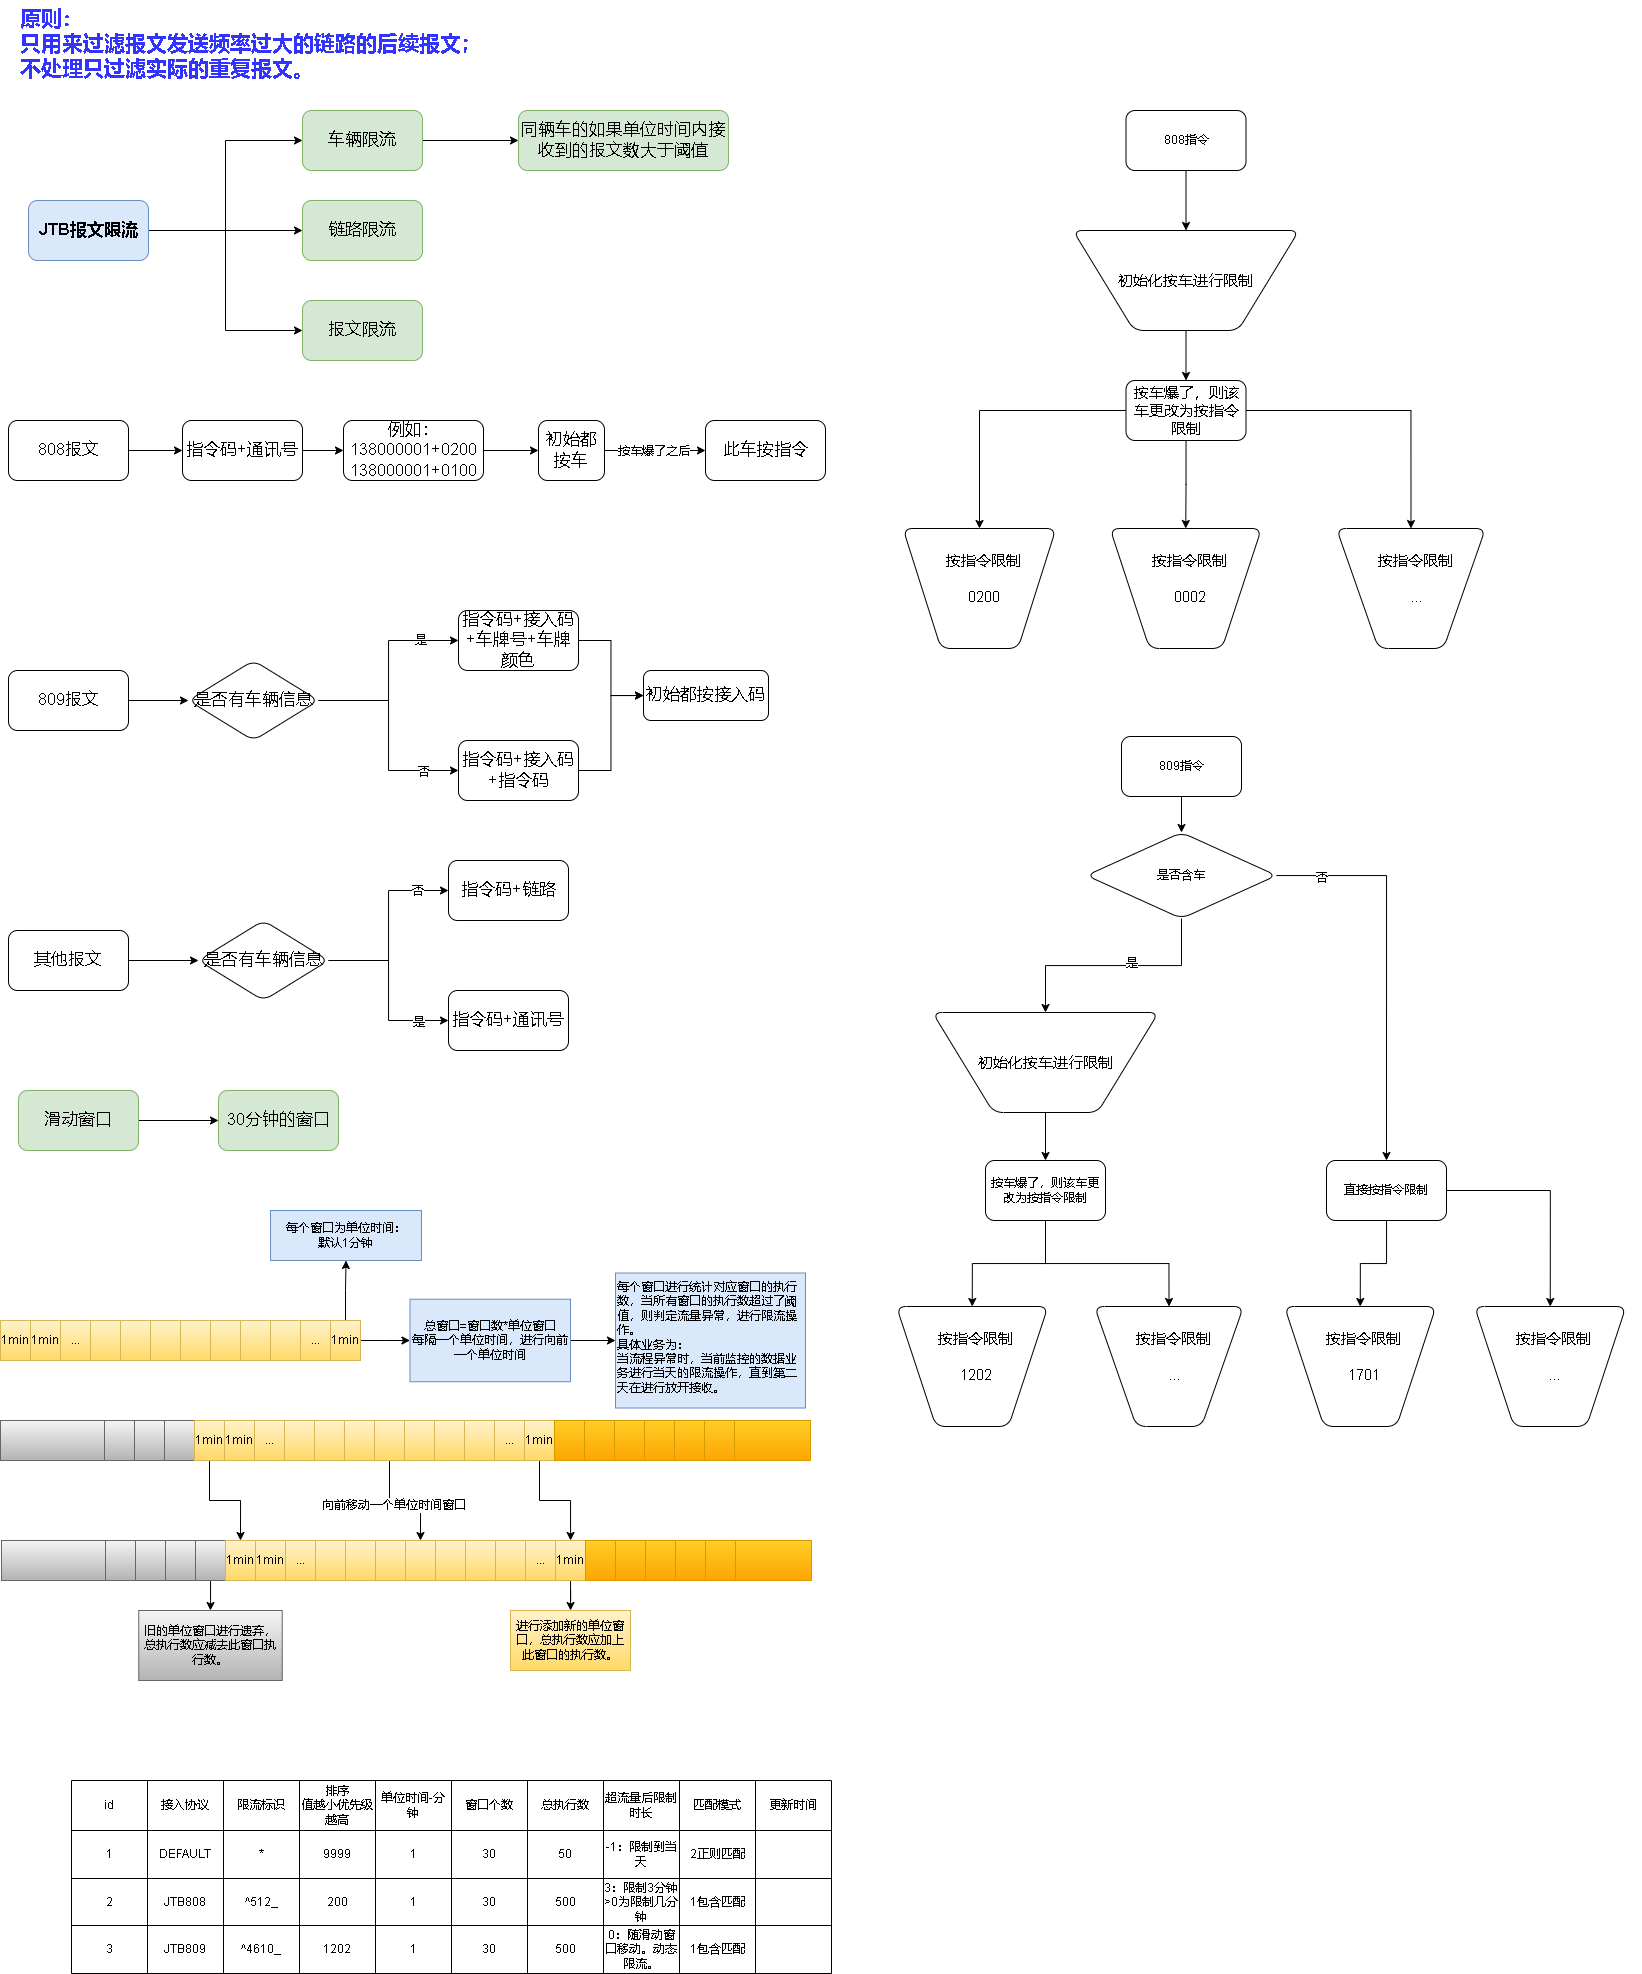 原则：
只用来过滤报文发送频率过大的链路的后续报文；
不处理只过滤实际的重复报文。
JTB报文限流
车辆限流
同辆车的如果单位时间内接
收到的报文数大于阈值
链路限流
报文限流
808报文
指令码+通讯号
例如：
138000001+0200
138000001+0100
初始都
按车
按车爆了之后
此车按指令
809报文
是否有车辆信息
是
指令码+接入码
+车牌号+车牌
颜色
否
指令码+接入码
+指令码
初始都按接入码
其他报文
是否有车辆信息
否
指令码+链路
是
指令码+通讯号
滑动窗口
30分钟的窗口
每个窗口为单位时间：
默认1分钟
1min
1min
...
...
1min
总窗口=窗口数*单位窗口
每隔一个单位时间，进行向前
一个单位时间
每个窗口进行统计对应窗口的执行
数，当所有窗口的执行数超过了阈
值，则判定流量异常，进行限流操
作。
具体业务为：
当流程异常时，当前监控的数据业
务进行当天的限流操作，直到第二
天在进行放开接收。
1min
1min
...
...
1min
向前移动一个单位时间窗口
1min
1min
...
...
1min
旧的单位窗口进行遗弃，
总执行数应减去此窗口执
行数。
进行添加新的单位窗
口，总执行数应加上
此窗口的执行数。
id
接入协议
限流标识
排序
值越小优先级
越高
单位时间-分
钟
窗口个数
总执行数
超流量后限制
时长
匹配模式
更新时间
1
DEFAULT
*
9999
1
30
50
-1：限制到当
天
2正则匹配
2
JTB808
^512_
200
1
30
500
3：限制3分钟
>0为限制几分
钟
1包含匹配
3
JTB809
^4610_
1202
1
30
500
0：随滑动窗
口移动。动态
限流。
1包含匹配
808指令
初始化按车进行限制
按车爆了，则该
车更改为按指令
限制
按指令限制
0200
按指令限制
0002
按指令限制
...
809指令
是否含车
否
是
初始化按车进行限制
按车爆了，则该车更
改为按指令限制
直接按指令限制
按指令限制
1202
按指令限制
...
按指令限制
1701
按指令限制
...